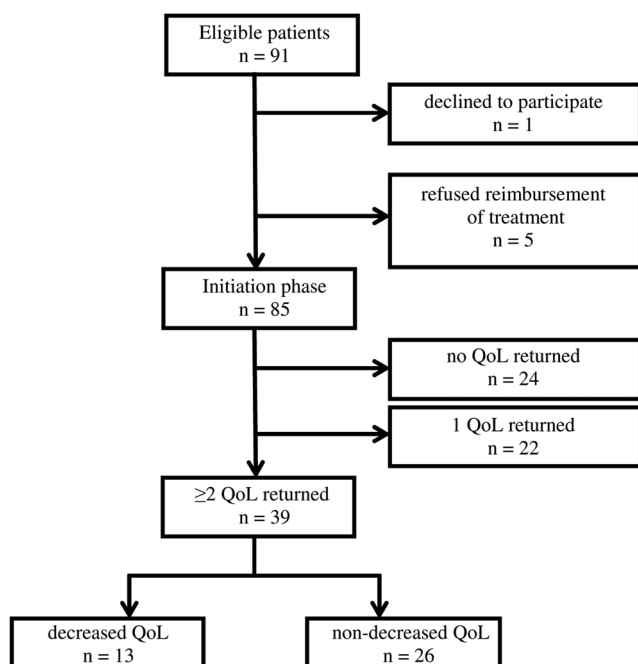 Eligible patients
n = 91
declined to participate
n = 1
refused reimbursement
of treatment
n = 5
Initiation phase
n = 85
no QoL returned
n = 24
1 QoL returned
n = 22
≥2 QoL returned
n = 39
decreased QoL
n = 13
non-decreased QoL
n = 26